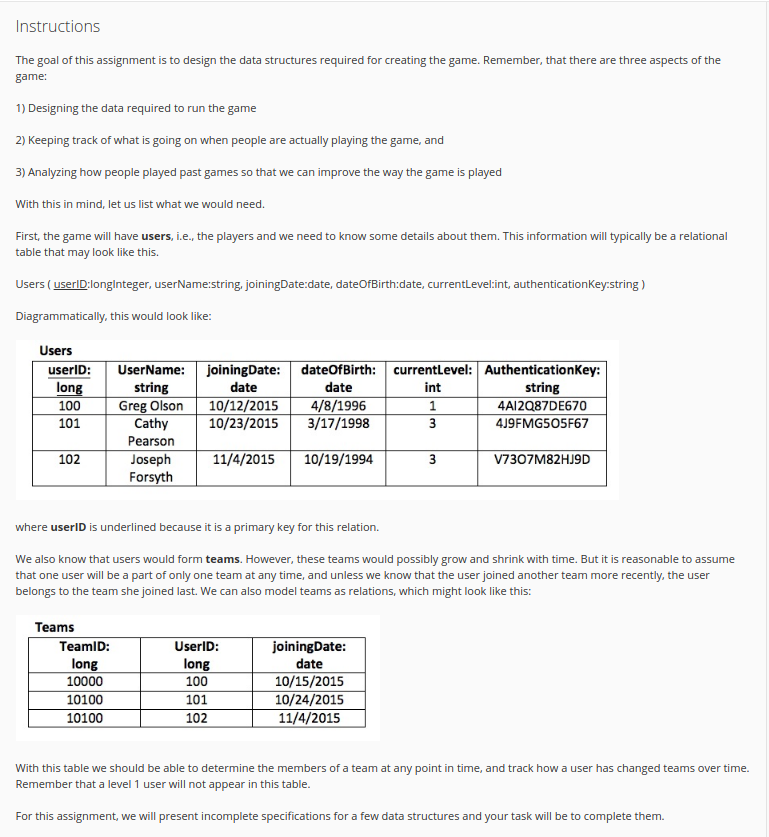 Instructions
The goal of this assignment is to design the data structures required for creating the game. Remember, that there are three aspects of the
game:
1) Designing the data required to run the game
2) Keeping track of what is going on when people are actually playing the game, and
3) Analyzing how people played past games so that we can improve the way the game is played
With this in mind, let us list what we would need.
First, the game will have users, i.e., the players and we need to know some details about them. This information will typically be a relational
table that may look like this.
Users ( userID:longInteger, userName:string, joiningDate:date, dateOfBirth:date, currentLevel:int, authenticationKey:string )
Diagrammatically, this would look like:
Users
userID: UserName: joiningDate: dateOfBirth: currentLevel: AuthenticationKey:
long string date date int string
100 Greg Olson 10/12/2015 4/8/1996 1 4AI2Q87DE670
101 Cathy 10/23/2015 3/17/1998 3 4J9FMG5O5F67
Pearson
102 Joseph 11/4/2015 10/19/1994 3 V73O7M82HJ9D
Forsyth
where userID is underlined because it is a primary key for this relation.
We also know that users would form teams. However, these teams would possibly grow and shrink with time. But it is reasonable to assume
that one user will be a part of only one team at any time, and unless we know that the user joined another team more recently, the user
belongs to the team she joined last. We can also model teams as relations, which might look like this:
Teams
TeamID: UserID: joiningDate:
long long date
10000 100 10/15/2015
10100 101 10/24/2015
10100 102 11/4/2015
With this table we should be able to determine the members of a team at any point in time, and track how a user has changed teams over time.
Remember that a level 1 user will not appear in this table.
For this assignment, we will present incomplete specifications for a few data structures and your task will be to complete them.